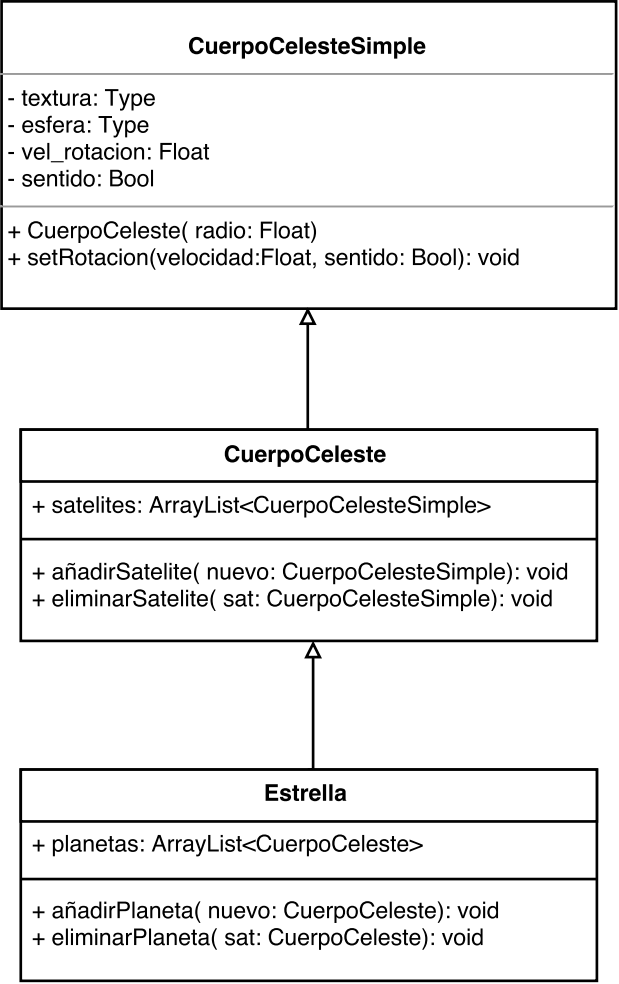 CuerpoCelesteSimple
- textura: Type
- esfera: Type
- vel_rotacion: Float
- sentido: Bool
+ CuerpoCeleste( radio: Float)
+ setRotacion(velocidad:Float, sentido: Bool): void
CuerpoCeleste
+ satelites: ArrayList<CuerpoCelesteSimple>
+ añadirSatelite( nuevo: CuerpoCelesteSimple): void
+ eliminarSatelite( sat: CuerpoCelesteSimple): void
Estrella
+ planetas: ArrayList<CuerpoCeleste>
+ añadirPlaneta( nuevo: CuerpoCeleste): void
+ eliminarPlaneta( sat: CuerpoCeleste): void